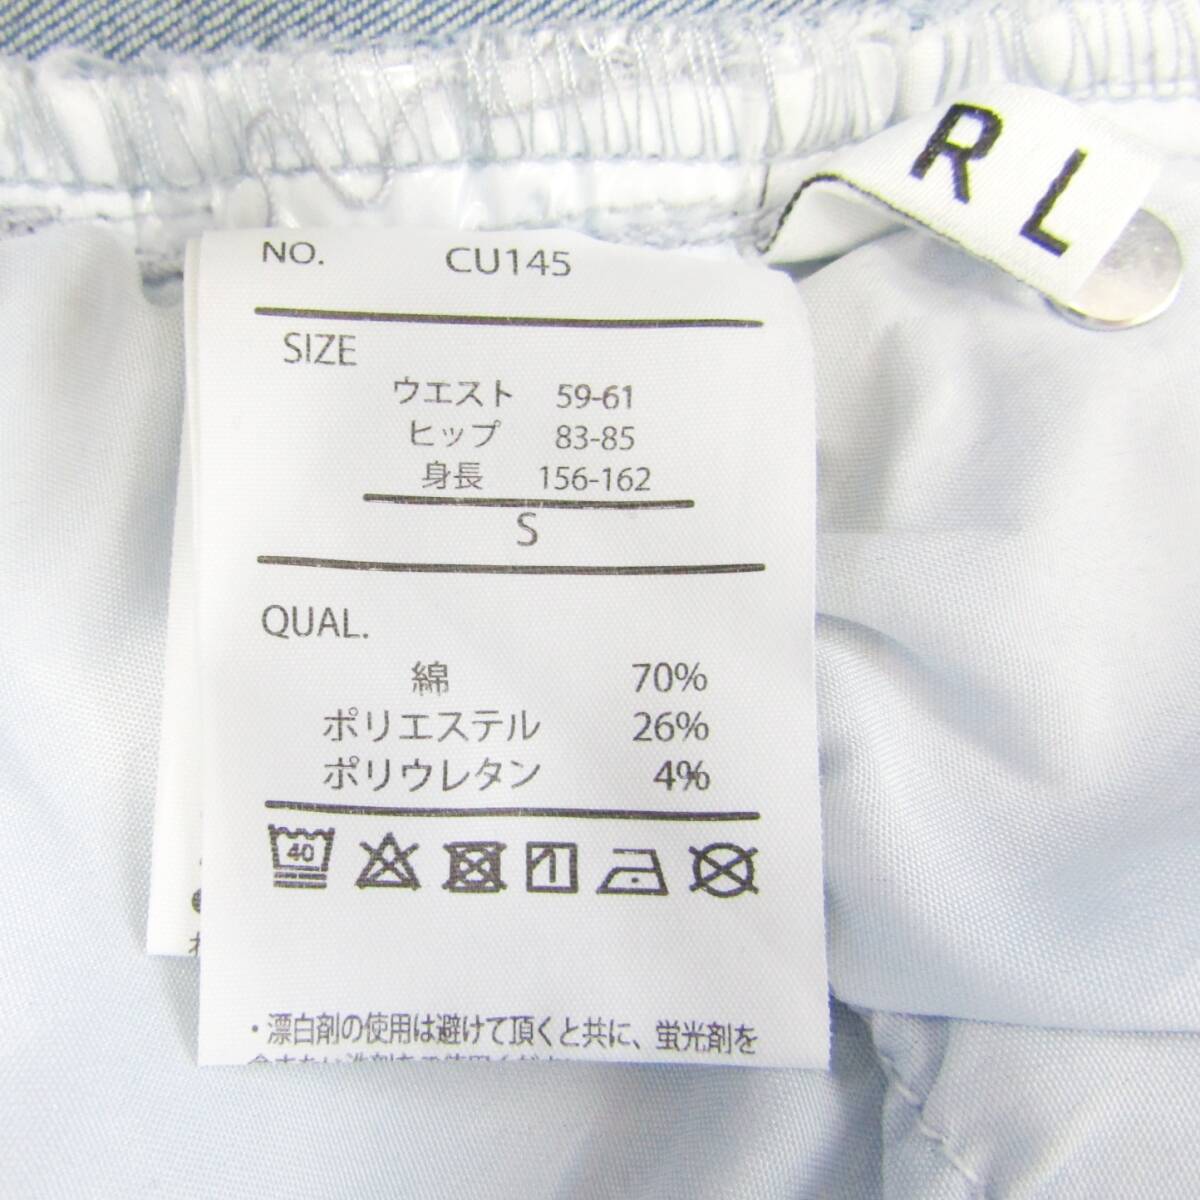 R L
NO. CU145
SIZE
ウエスト 59-61
ヒップ 83-85
身長 156-162
S
QUAL.
綿 70%
ポリエステル 26%
ポリウレタン 4%
40
・漂白剤の使用は避けて頂くと共に、蛍光剤を